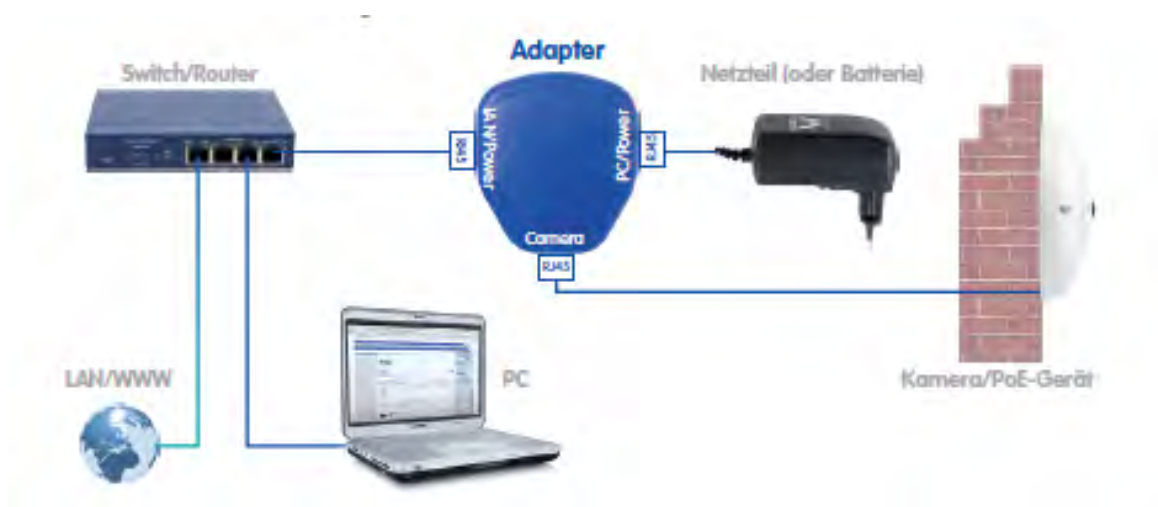 Adapter
Switch/Router
Netzteil (oder Batterie)
LAN/Power
RJ45
PC/Power
RJ45
Camera
RJ45
LAN/WWW
PC
Kamera/PoE-Gerät